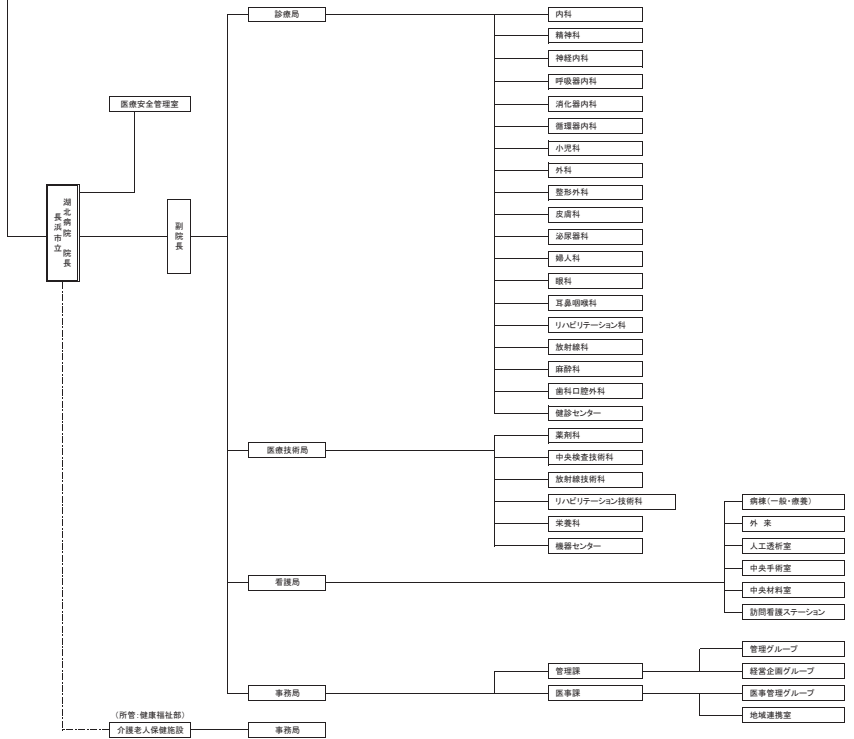 診療局
内科
精神科
神経内科
呼吸器内科
消化器内科
循環器内科
小児科
外科
整形外科
皮膚科
泌尿器科
婦人科
眼科
耳鼻咽喉科
リハビリテーション科
放射線科
麻酔科
歯科口腔外科
健診センター
医療安全管理室
長浜市立
湖北病院 院長
副院長
医療技術局
薬剤科
中央検査技術科
放射線技術科
リハビリテーション技術科
栄養科
機器センター
看護局
病棟(一般・療養)
外 来
人工透析室
中央手術室
中央材料室
訪問看護ステーション
事務局
管理課
医事課
管理グループ
経営企画グループ
医事管理グループ
地域連携室
(所管:健康福祉部)
介護老人保健施設
事務局